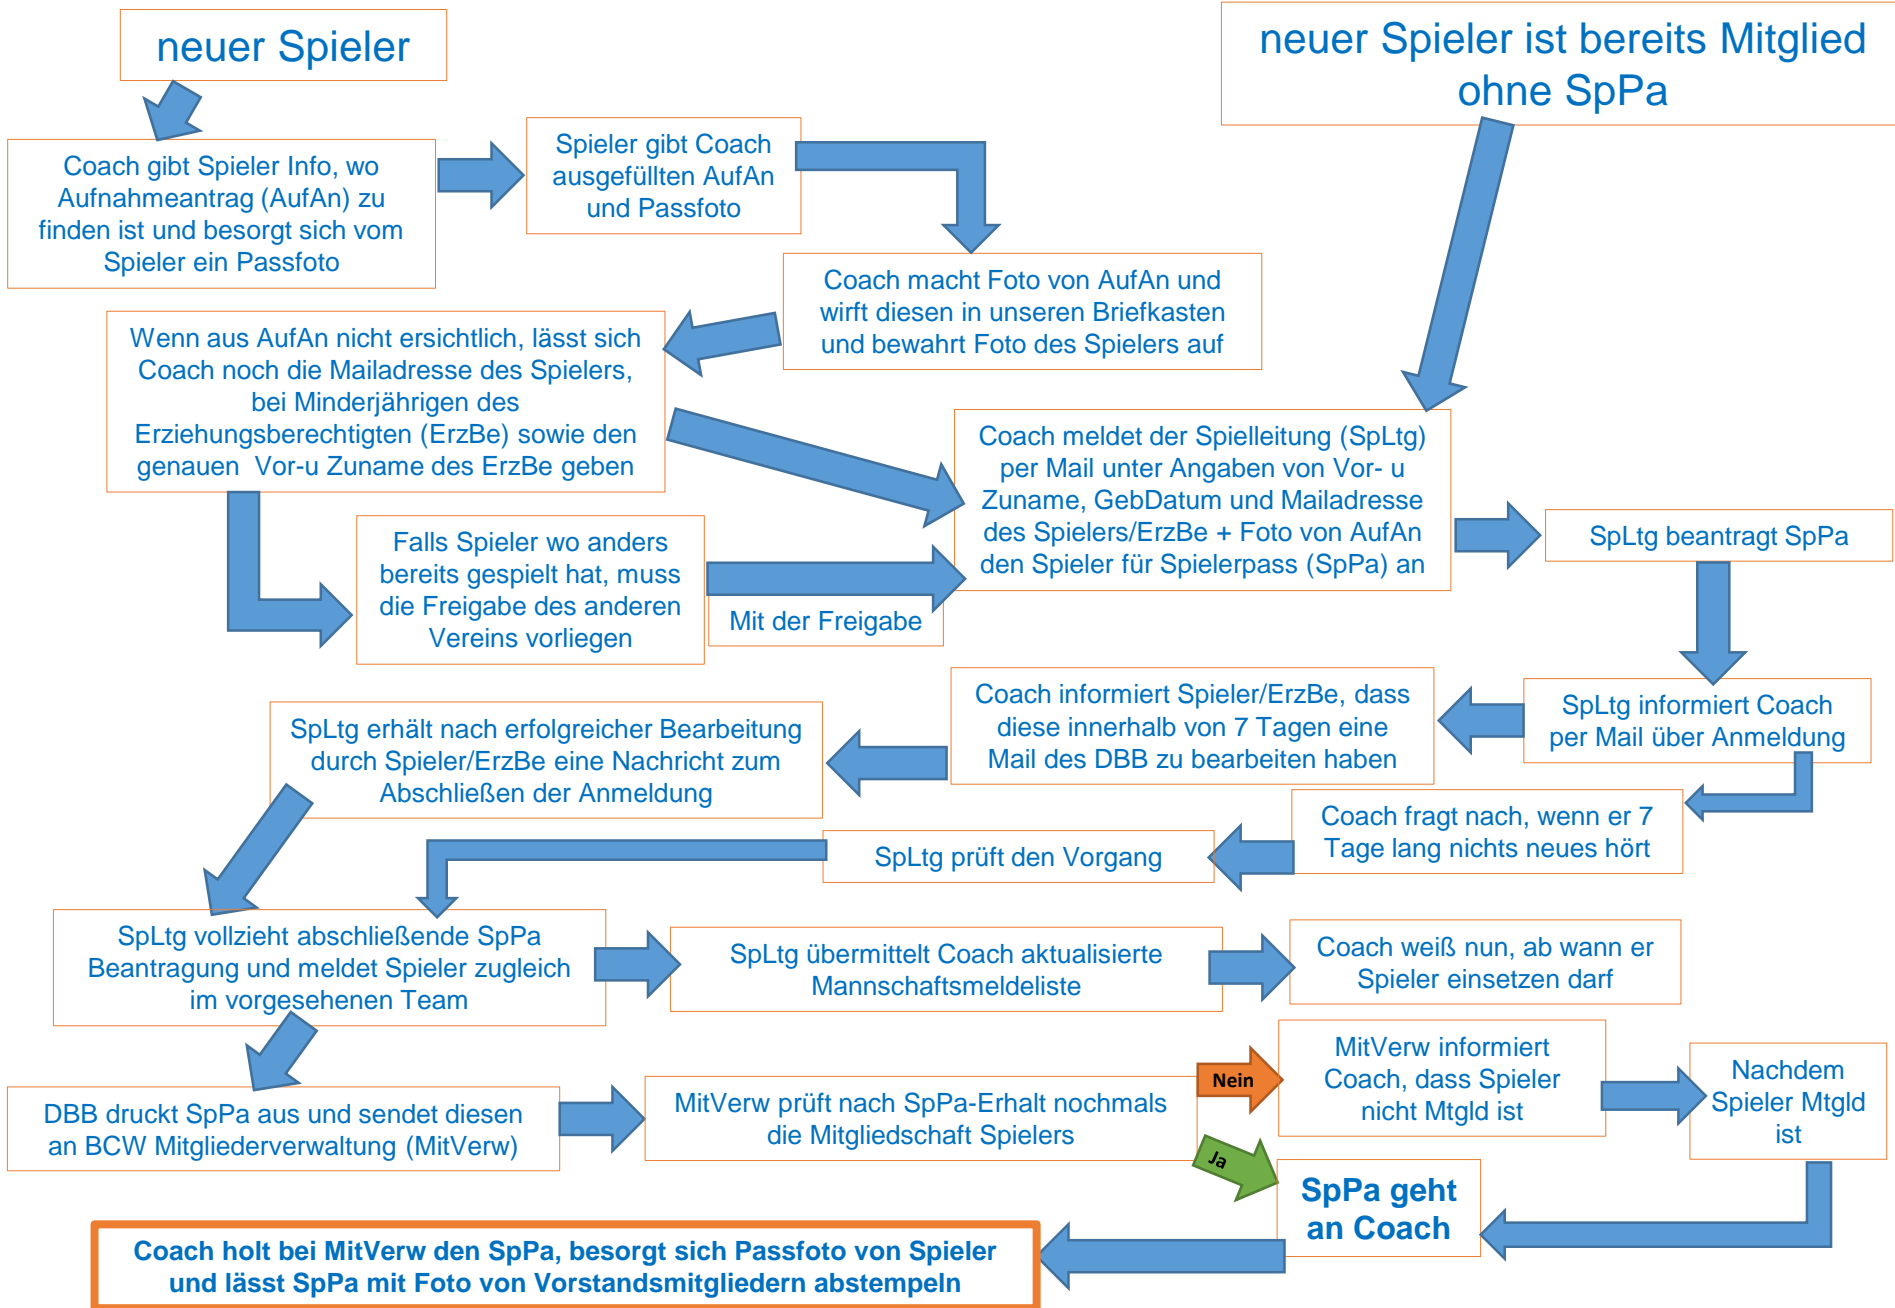 neuer Spieler
neuer Spieler ist bereits Mitglied
ohne SpPa
Coach gibt Spieler Info, wo
Aufnahmeantrag (AufAn) zu
finden ist und besorgt sich vom
Spieler ein Passfoto
Spieler gibt Coach
ausgefüllten AufAn
und Passfoto
Coach macht Foto von AufAn und
wirft diesen in unseren Briefkasten
und bewahrt Foto des Spielers auf
Wenn aus AufAn nicht ersichtlich, lässt sich
Coach noch die Mailadresse des Spielers,
bei Minderjährigen des
Erziehungsberechtigten (ErzBe) sowie den
genauen Vor-u Zuname des ErzBe geben
Coach meldet der Spielleitung (SpLtg)
per Mail unter Angaben von Vor- u
Zuname, GebDatum und Mailadresse
des Spielers/ErzBe + Foto von AufAn
den Spieler für Spielerpass (SpPa) an
SpLtg beantragt SpPa
Falls Spieler wo anders
bereits gespielt hat, muss
die Freigabe des anderen
Vereins vorliegen
Mit der Freigabe
SpLtg informiert Coach
per Mail über Anmeldung
Coach informiert Spieler/ErzBe, dass
diese innerhalb von 7 Tagen eine
Mail des DBB zu bearbeiten haben
SpLtg erhält nach erfolgreicher Bearbeitung
durch Spieler/ErzBe eine Nachricht zum
Abschließen der Anmeldung
Coach fragt nach, wenn er 7
Tage lang nichts neues hört
SpLtg prüft den Vorgang
SpLtg vollzieht abschließende SpPa
Beantragung und meldet Spieler zugleich
im vorgesehenen Team
SpLtg übermittelt Coach aktualisierte
Mannschaftsmeldeliste
Coach weiß nun, ab wann er
Spieler einsetzen darf
DBB druckt SpPa aus und sendet diesen
an BCW Mitgliederverwaltung (MitVerw)
MitVerw prüft nach SpPa-Erhalt nochmals
die Mitgliedschaft Spielers
Nein
MitVerw informiert
Coach, dass Spieler
nicht Mtgld ist
Nachdem
Spieler Mtgld
ist
Ja
SpPa geht
an Coach
Coach holt bei MitVerw den SpPa, besorgt sich Passfoto von Spieler
und lässt SpPa mit Foto von Vorstandsmitgliedern abstempeln